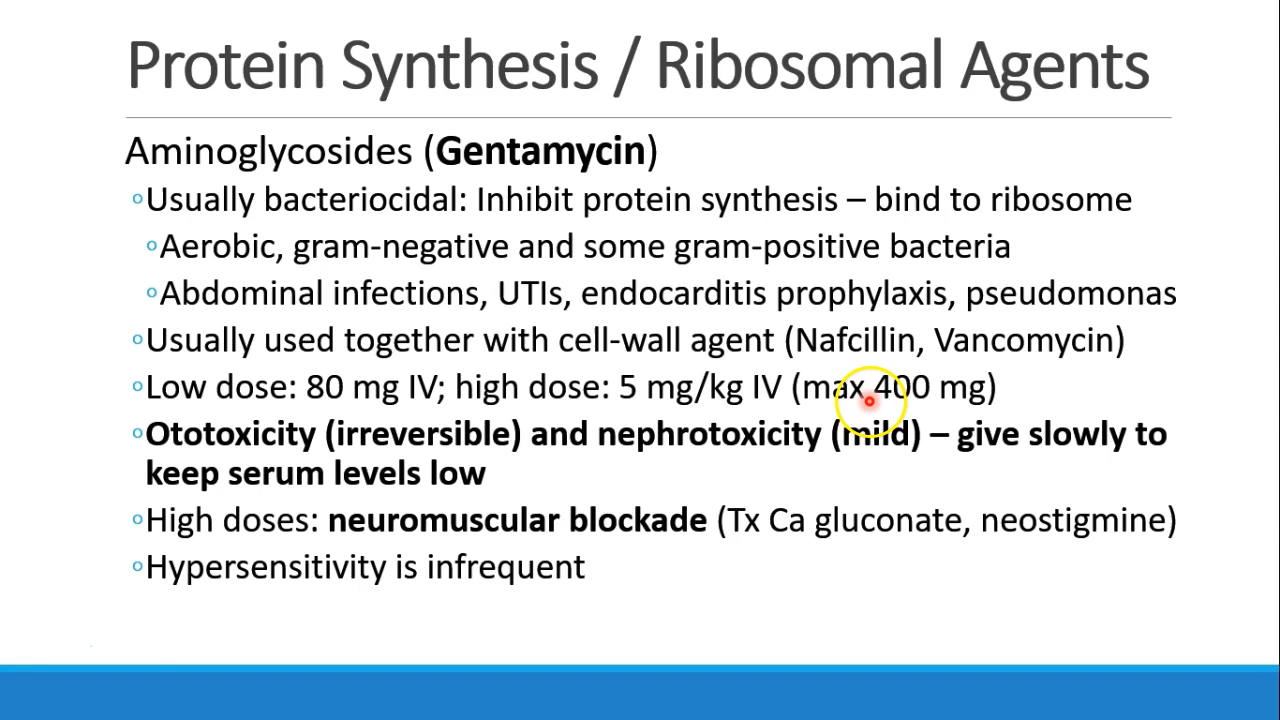 Protein Synthesis / Ribosomal Agents
Aminoglycosides (Gentamycin)
Usually bacteriocidal: Inhibit protein synthesis – bind to ribosome
Aerobic, gram-negative and some gram-positive bacteria
Abdominal infections, UTIs, endocarditis prophylaxis, pseudomonas
Usually used together with cell-wall agent (Nafcillin, Vancomycin)
Low dose: 80 mg IV; high dose: 5 mg/kg IV (max 400 mg)
Ototoxicity (irreversible) and nephrotoxicity (mild) – give slowly to
keep serum levels low
High doses: neuromuscular blockade (Tx Ca gluconate, neostigmine)
Hypersensitivity is infrequent